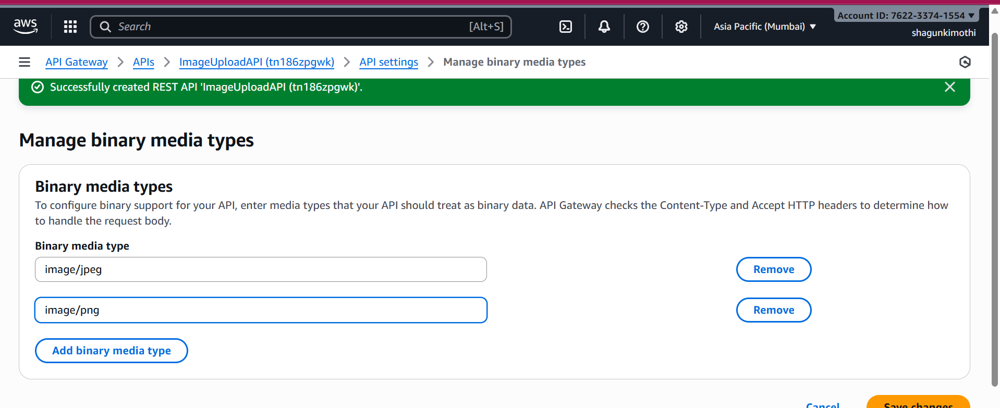 aws
Search
[Alt+S]
Asia Pacific (Mumbai)
Account ID: 7622-3374-1554
shagunkimothi
API Gateway
APIs
ImageUploadAPI (tn186zpgwk)
API settings
Manage binary media types
Successfully created REST API 'ImageUploadAPI (tn186zpgwk)'.
Manage binary media types
Binary media types
To configure binary support for your API, enter media types that your API should treat as binary data. API Gateway checks the Content-Type and Accept HTTP headers to determine how
to handle the request body.
Binary media type
image/jpeg
Remove
image/png
Remove
Add binary media type
Cancel
Save changes